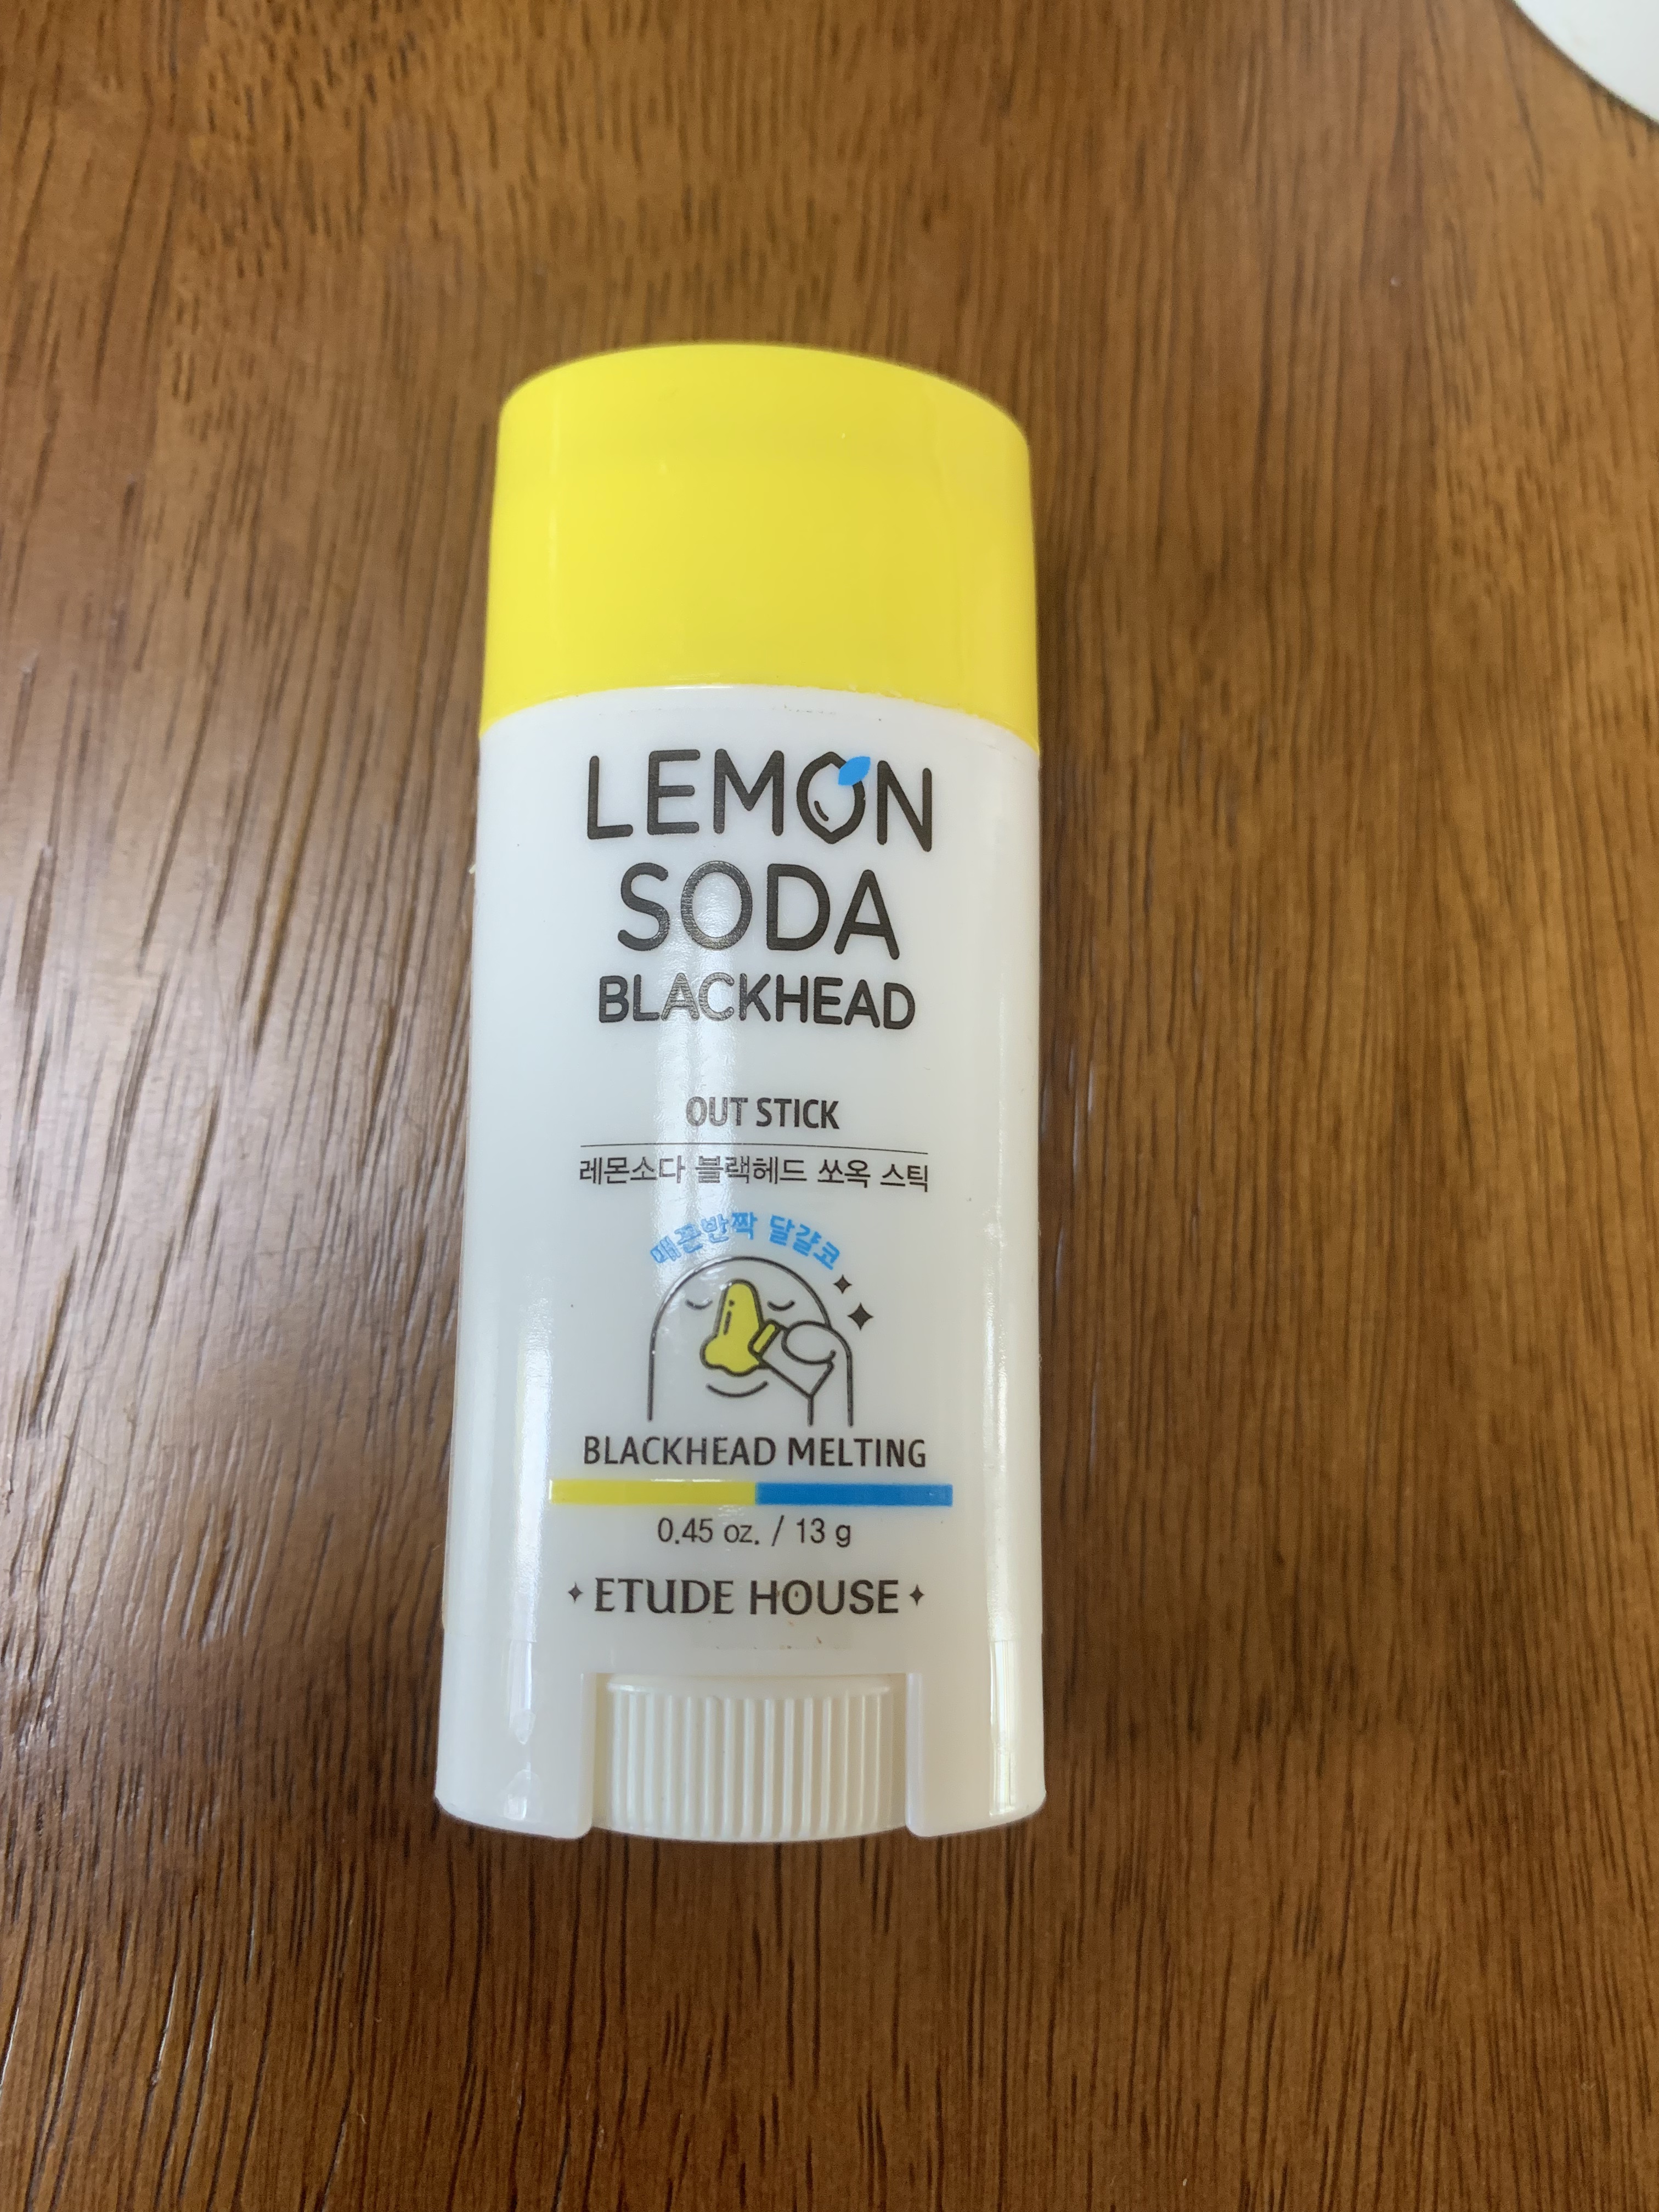 LEMON
SODA
BLACKHEAD
OUT STICK
레몬소다 블랙헤드 쏘옥 스틱
매끈반짝 달걀코
BLACKHEAD MELTING
0.45 oz. / 13 g
ETUDE HOUSE